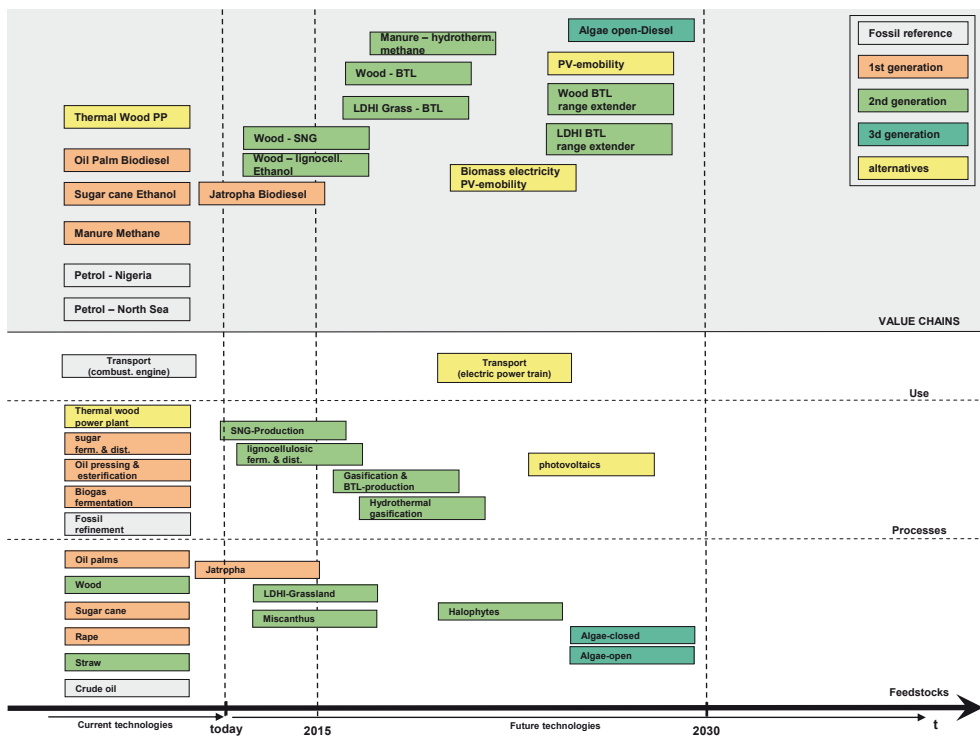 Manure – hydrotherm.
methane
Algae open-Diesel
Fossil reference
Wood - BTL
PV-emobility
1st generation
Thermal Wood PP
LDHI Grass - BTL
Wood BTL
range extender
2nd generation
Wood - SNG
LDHI BTL
range extender
3d generation
Oil Palm Biodiesel
Wood – lignocell.
Ethanol
Biomass electricity
PV-emobility
alternatives
Sugar cane Ethanol
Jatropha Biodiesel
Manure Methane
Petrol - Nigeria
Petrol – North Sea
VALUE CHAINS
Transport
(combust. engine)
Transport
(electric power train)
Use
Thermal wood
power plant
SNG-Production
sugar
ferm. & dist.
lignocellulosic
ferm. & dist.
Oil pressing &
esterification
Gasification &
BTL-production
photovoltaics
Biogas
fermentation
Hydrothermal
gasification
Fossil
refinement
Processes
Oil palms
Jatropha
Wood
LDHI-Grassland
Sugar cane
Miscanthus
Halophytes
Rape
Algae-closed
Straw
Algae-open
Crude oil
Feedstocks
Current technologies
today
2015
Future technologies
2030
t